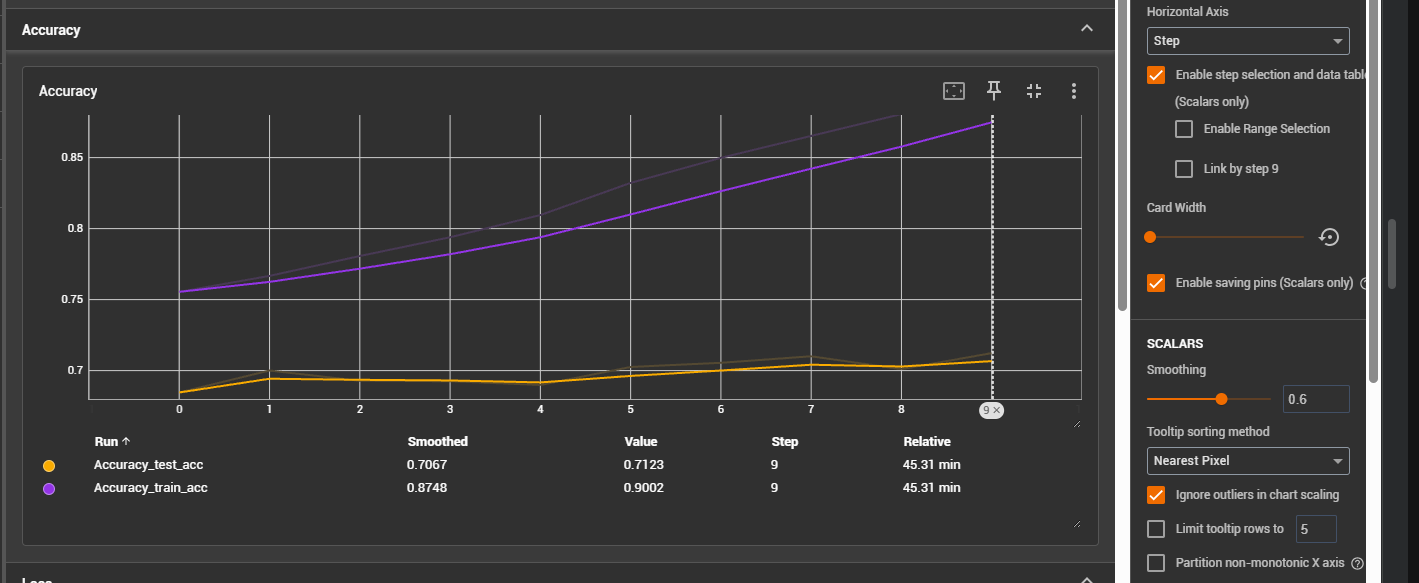 Accuracy
Accuracy
0.85
0.8
0.75
0.7
0 1 2 3 4 5 6 7 8 9 ×
Run ↑ Smoothed Value Step Relative
Accuracy_test_acc 0.7067 0.7123 9 45.31 min
Accuracy_train_acc 0.8748 0.9002 9 45.31 min
Horizontal Axis
Step
Enable step selection and data table
(Scalars only)
Enable Range Selection
Link by step 9
Card Width
Enable saving pins (Scalars only)
SCALARS
Smoothing
0.6
Tooltip sorting method
Nearest Pixel
Ignore outliers in chart scaling
Limit tooltip rows to 5
Partition non-monotonic X axis